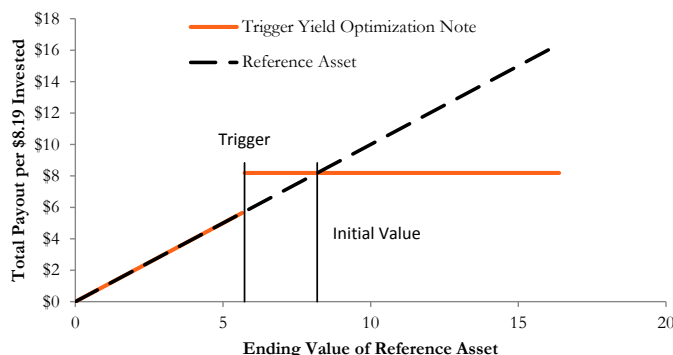 $18
$16
$14
$12
$10
$8
$6
$4
$2
$0
Total Payout per $8.19 Invested
Trigger Yield Optimization Note
Reference Asset
Trigger
Initial Value
0
5
10
15
20
Ending Value of Reference Asset